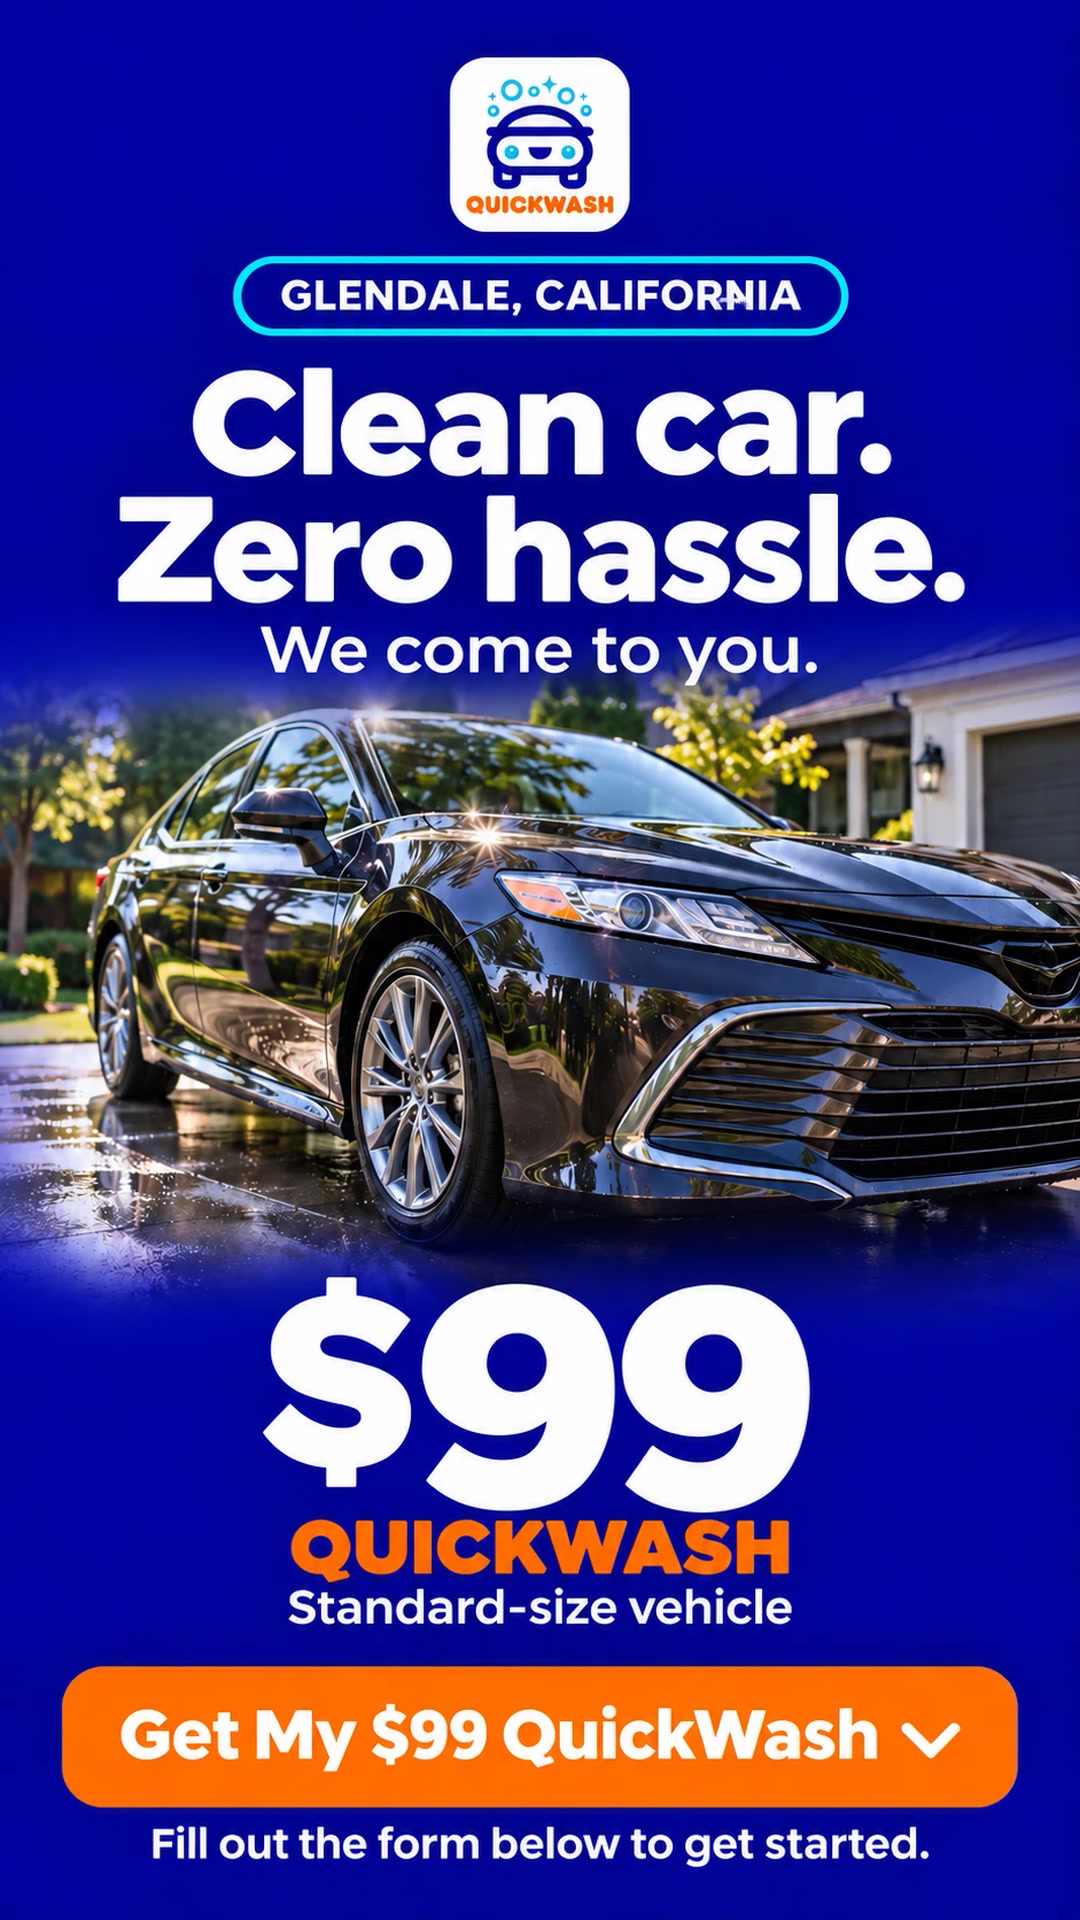 QUICKWASH
GLENDALE, CALIFORNIA
Clean car.
Zero hassle.
We come to you.
$99
QUICKWASH
Standard-size vehicle
Get My $99 QuickWash
Fill out the form below to get started.